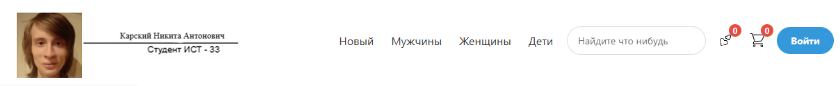 Карский Никита Антонович
Студент ИСТ - 33
Новый Мужчины Женщины Дети Найдите что нибудь 0 0 Войти